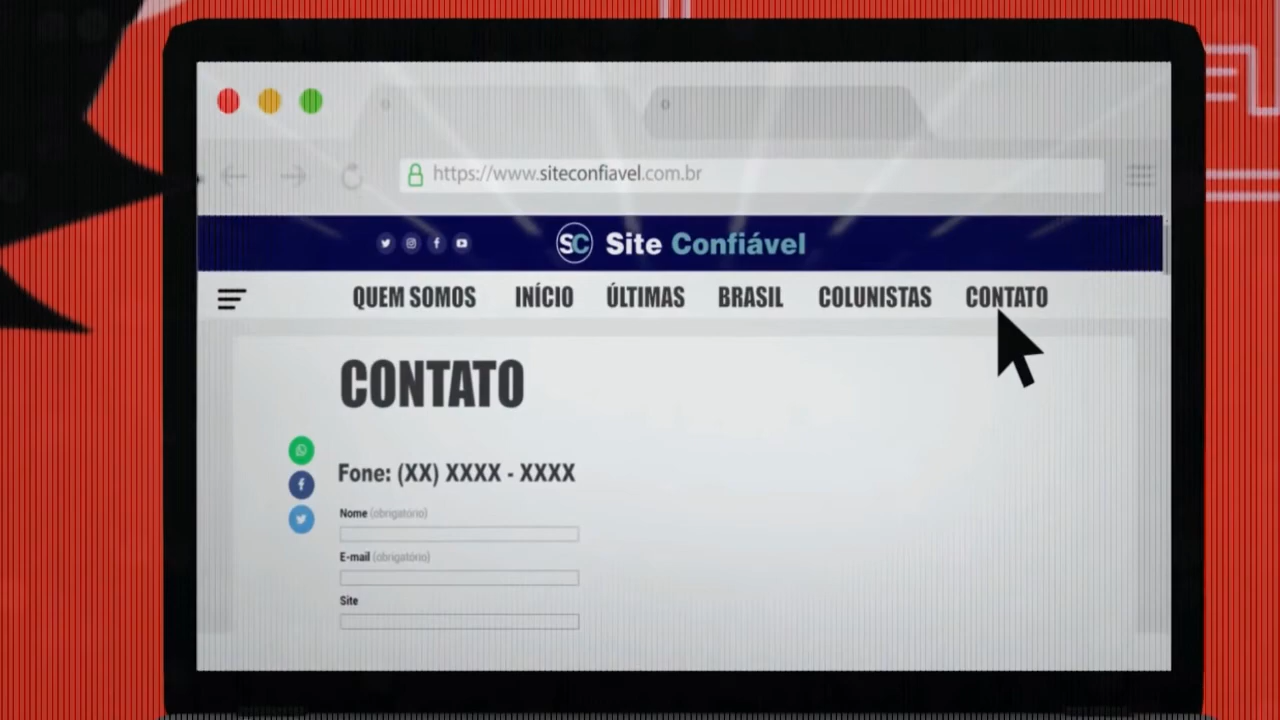 https://www.siteconfiavel.com.br
SC Site Confiável
QUEM SOMOS INÍCIO ÚLTIMAS BRASIL COLUNISTAS CONTATO
CONTATO
Fone: (XX) XXXX - XXXX
Nome (obrigatório)
E-mail (obrigatório)
Site